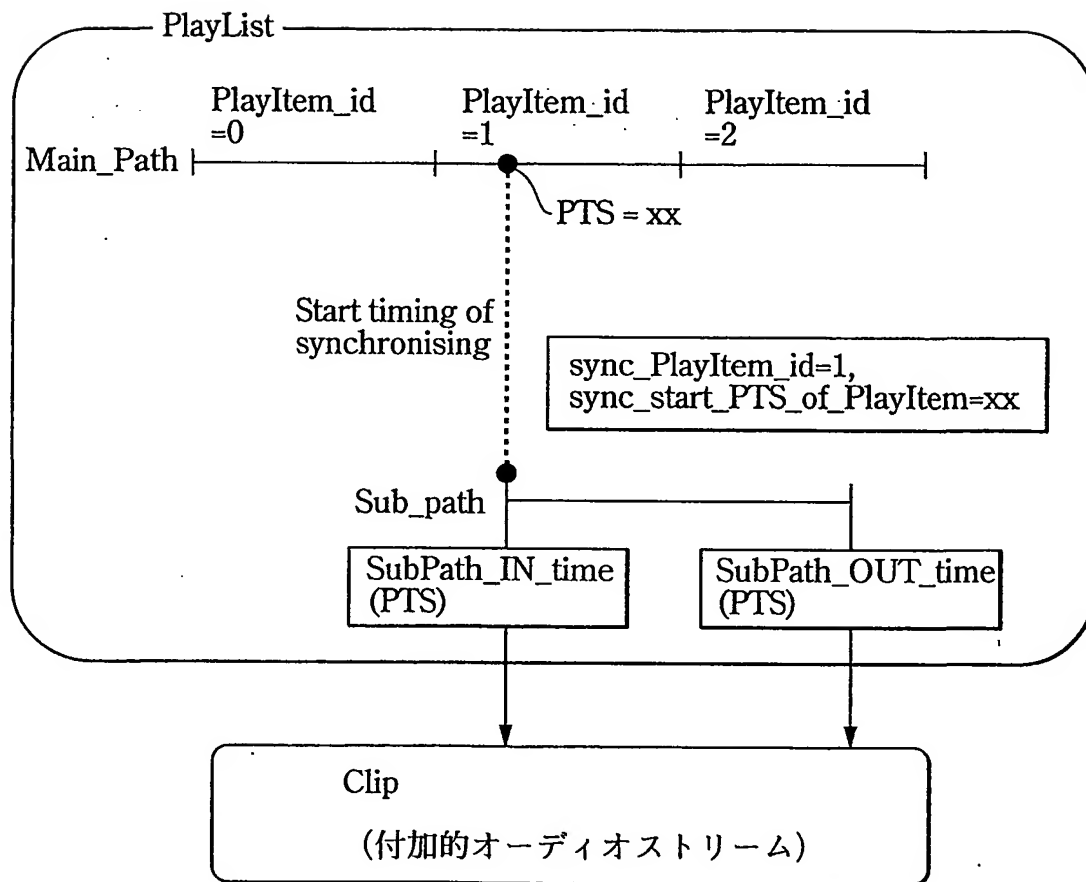 PlayList
PlayItem_id
=0
PlayItem_id
=1
PlayItem_id
=2
Main_Path
PTS = xx
Start timing of
synchronising
sync_PlayItem_id=1,
sync_start_PTS_of_PlayItem=xx
Sub_path
SubPath_IN_time
(PTS)
SubPath_OUT_time
(PTS)
Clip
(付加的オーディオストリーム)